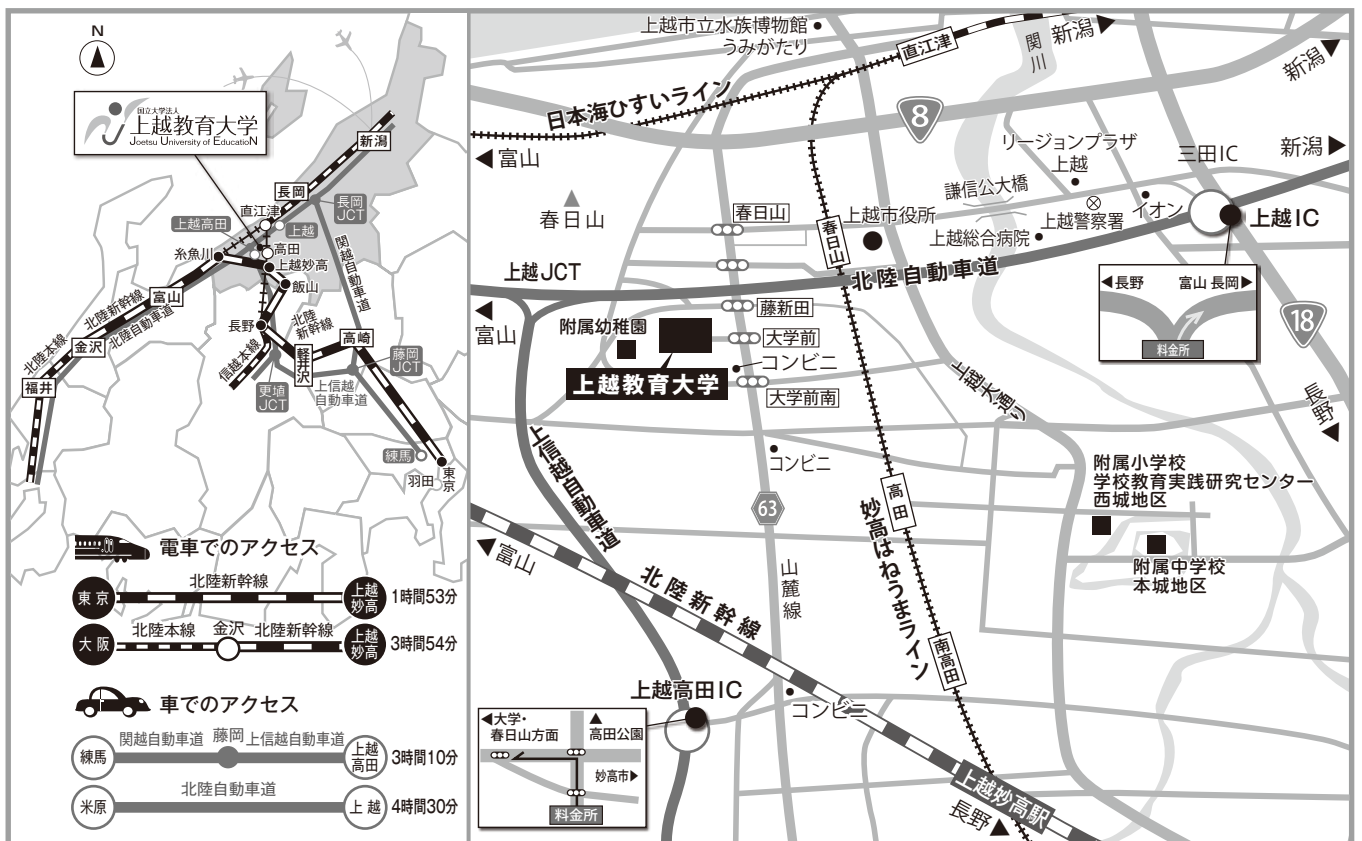 N
国立大学法人
上越教育大学
Joetsu University of EducatioN
新潟
長岡
長岡
JCT
直江津
上越高田
上越
高田
糸魚川
上越妙高
関越自動車道
飯山
富山
北陸新幹線
北陸自動車道
長野
北陸
新幹線
高崎
金沢
北陸本線
信越本線
軽井沢
藤岡
JCT
福井
更埴
JCT
上信越
自動車道
練馬
東京
羽田
電車でのアクセス
東京
北陸新幹線
上越
妙高
1時間53分
大阪
北陸本線
金沢
北陸新幹線
上越
妙高
3時間54分
車でのアクセス
練馬
関越自動車道
藤岡
上信越自動車道
上越
高田
3時間10分
米原
北陸自動車道
上越
4時間30分
上越市立水族博物館
うみがたり
直江津
関川
新潟
新潟
日本海ひすいライン
8
富山
リージョンプラザ
上越
三田IC
新潟
春日山
謙信公大橋
春日山
春日山
上越市役所
上越警察署
イオン
上越総合病院
上越IC
上越JCT
北陸自動車道
長野
富山 長岡
料金所
富山
藤新田
附属幼稚園
大学前
コンビニ
18
上越教育大学
大学前南
上越大通り
長野
上信越自動車道
コンビニ
附属小学校
学校教育実践研究センター
西城地区
高田
63
妙高はねうまライン
附属中学校
本城地区
富山
北陸新幹線
山麓線
南高田
上越高田IC
コンビニ
大学・
春日山方面
高田公園
妙高市
料金所
上越妙高駅
長野